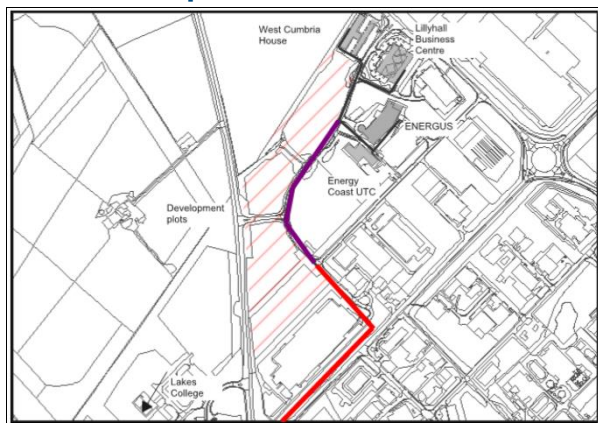 West Cumbria
House
Lillyhall
Business
Centre
ENERGUS
Energy
Coast UTC
Development
plots
Lakes
College